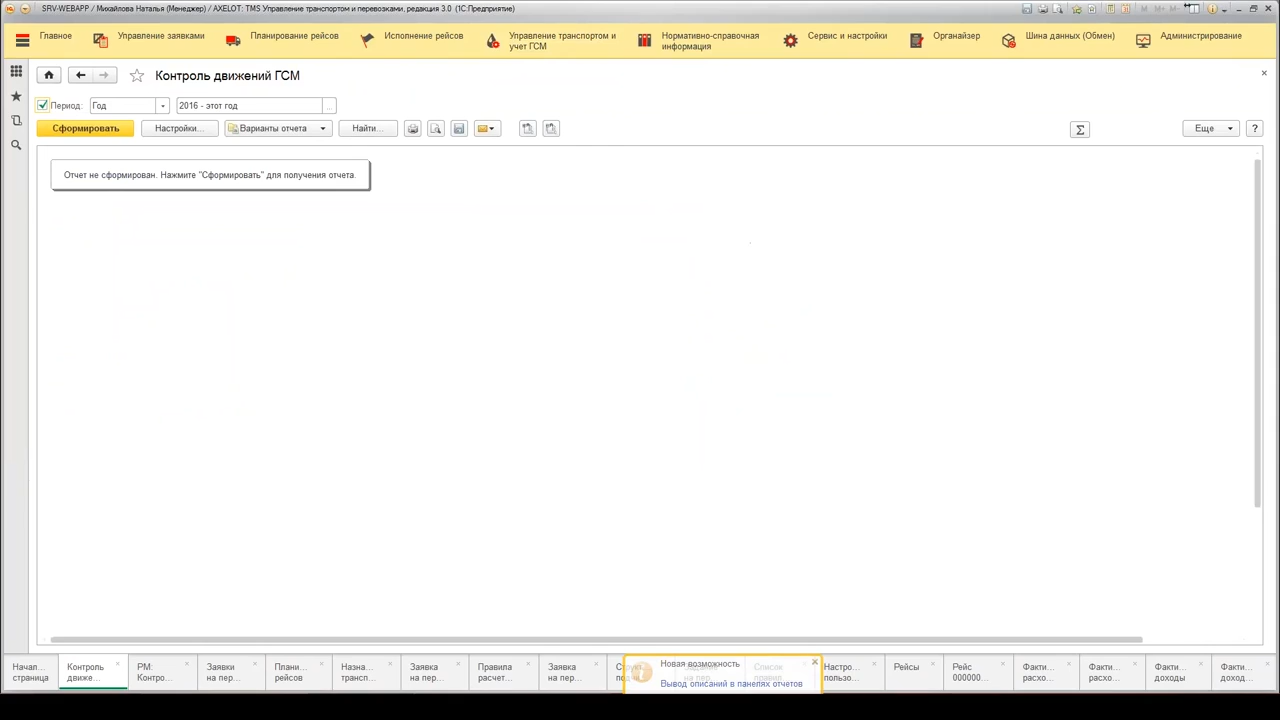 SRV-WEBAPP / Михайлова Наталья (Менеджер) / AXELOT: TMS Управление транспортом и перевозками, редакция 3.0 (1С:Предприятие)
M M+ M-
Главное
Управление заявками
Планирование рейсов
Исполнение рейсов
Управление транспортом и
учет ГСМ
Нормативно-справочная
информация
Сервис и настройки
Органайзер
Шина данных (Обмен)
Администрирование
Контроль движений ГСМ
Период: Год 2016 - этот год ...
Сформировать Настройки... Варианты отчета Найти... Σ Еще ?
Отчет не сформирован. Нажмите "Сформировать" для получения отчета.
Начал...
страница
Контроль
движе...
РМ:
Контро...
Заявки
на пер...
Плани...
рейсов
Назна...
трансп...
Заявка
на пер...
Правила
расчет...
Заявка
на пер...
Новая возможность
Вывод описаний в панелях отчетов
Список
Настро...
пользо...
Рейсы
Рейс
000000...
Факти...
расхо...
Факти...
расхо...
Факти...
доходы
Факти...
доход...